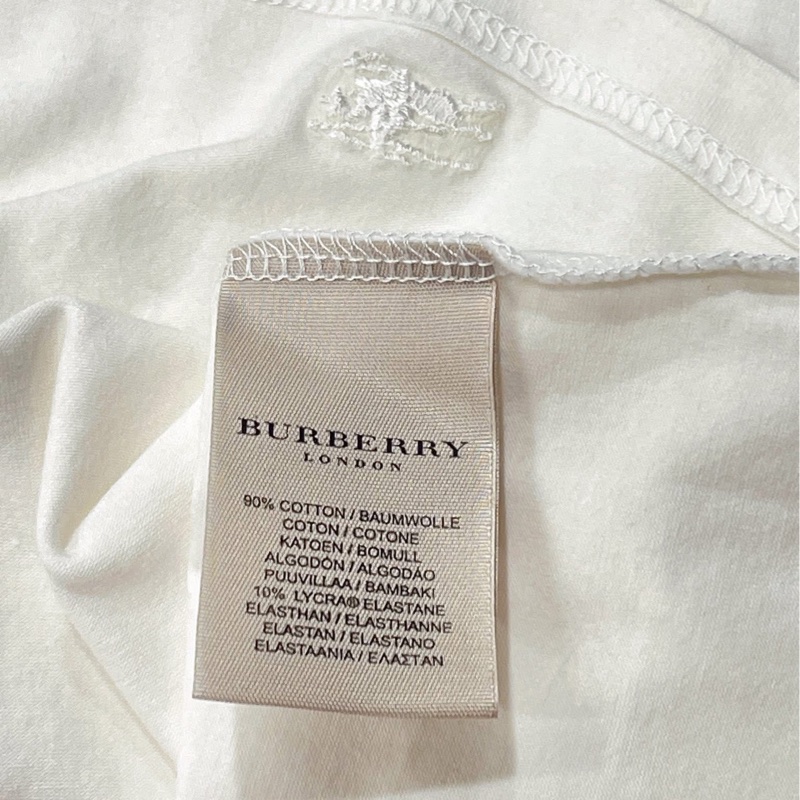 BURBERRY
LONDON
90% COTTON / BAUMWOLLE
COTON / COTONE
KATOEN / BOMULL
ALGODÓN / ALGODÃO
PUUVILLAA / BAMBAKI
10% LYCRA® ELASTANE
ELASTHAN / ELASTHANNE
ELASTAN / ELASTANO
ELASTAANIA / ΕΛΑΣΤΑΝ